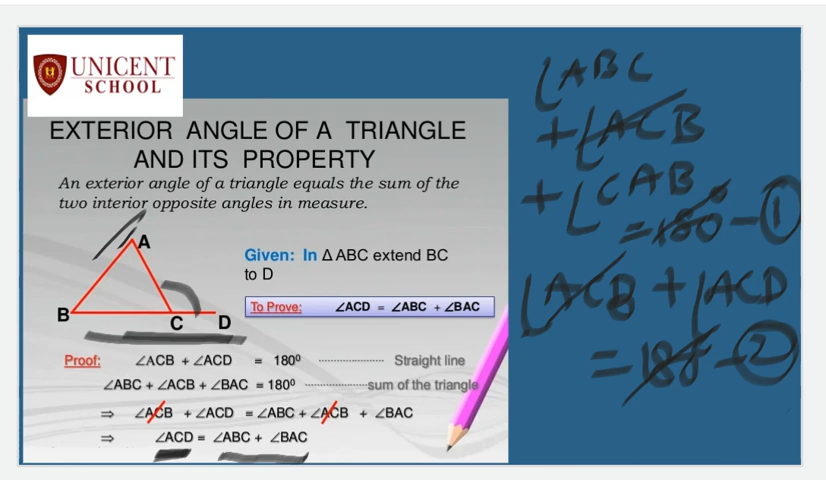 UNICENT
SCHOOL
EXTERIOR ANGLE OF A TRIANGLE
AND ITS PROPERTY
An exterior angle of a triangle equals the sum of the
two interior opposite angles in measure.
A
B
C
D
Given: In Δ ABC extend BC
to D
To Prove: ∠ACD = ∠ABC + ∠BAC
Proof: ∠ACB + ∠ACD = 180⁰ ..................... Straight line
∠ABC + ∠ACB + ∠BAC = 180⁰ .....................sum of the triangle
⇒ ∠ACB + ∠ACD = ∠ABC + ∠ACB + ∠BAC
⇒ ∠ACD = ∠ABC + ∠BAC
∠ABC
+∠ACB
+∠CAB
=180 – ①
∠ACB + ∠ACD
= 180 – ②